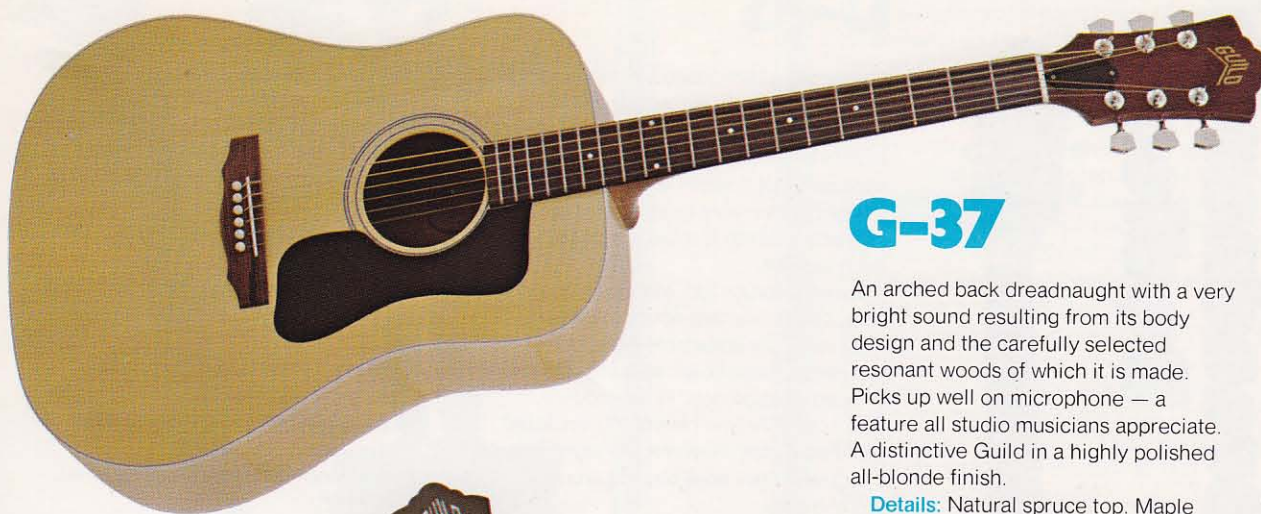 GUILD
G-37
An arched back dreadnaught with a very
bright sound resulting from its body
design and the carefully selected
resonant woods of which it is made.
Picks up well on microphone — a
feature all studio musicians appreciate.
A distinctive Guild in a highly polished
all-blonde finish.
Details: Natural spruce top. Maple
GUILD